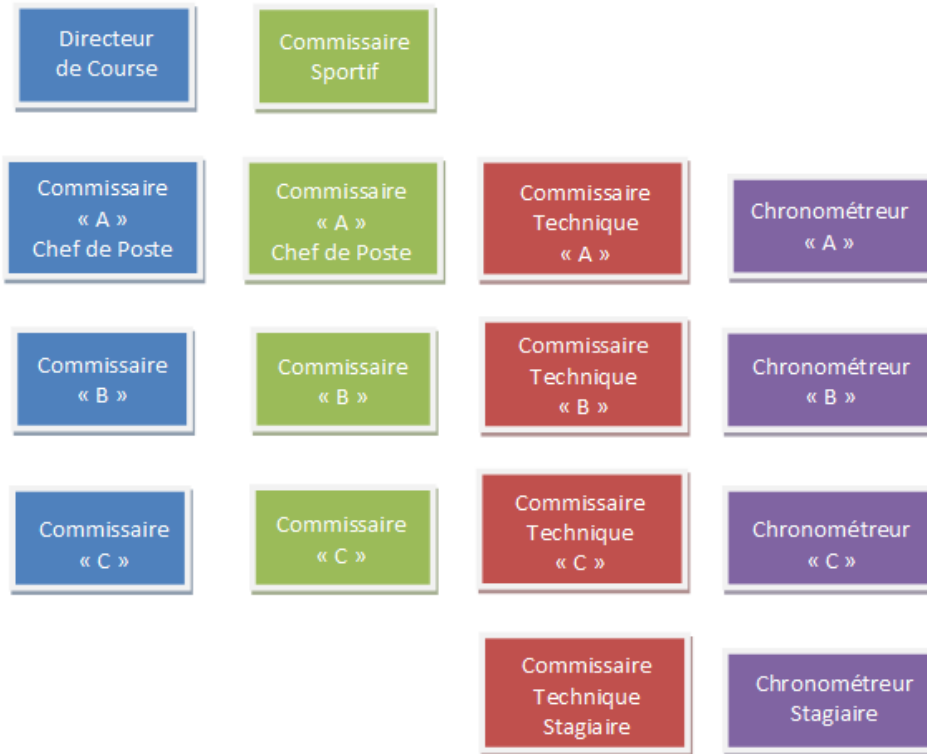 Directeur
de Course
Commissaire
Sportif
Commissaire
« A »
Chef de Poste
Commissaire
« A »
Chef de Poste
Commissaire
Technique
« A »
Chronométreur
« A »
Commissaire
« B »
Commissaire
« B »
Commissaire
Technique
« B »
Chronométreur
« B »
Commissaire
« C »
Commissaire
« C »
Commissaire
Technique
« C »
Chronométreur
« C »
Commissaire
Technique
Stagiaire
Chronométreur
Stagiaire